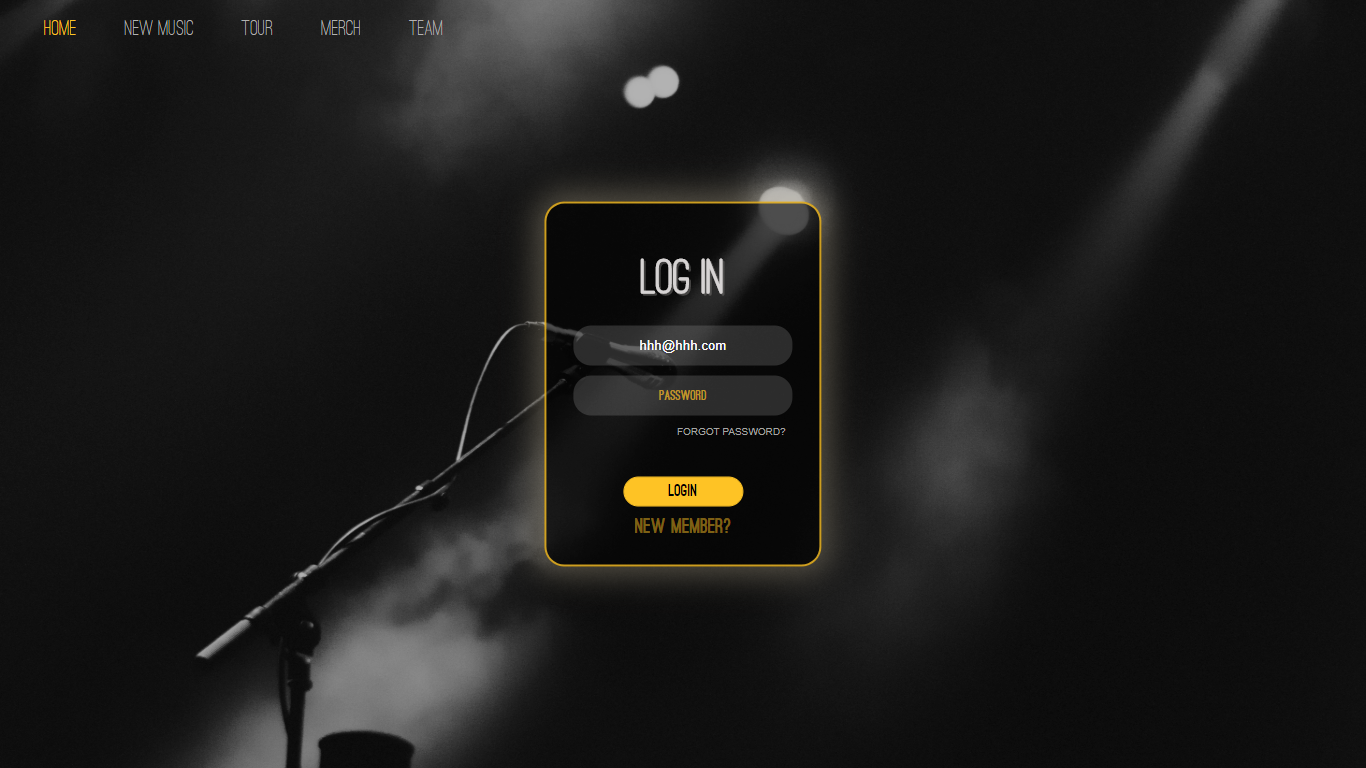 HOME NEW MUSIC TOUR MERCH TEAM
LOG IN
hhh@hhh.com
PASSWORD
FORGOT PASSWORD?
LOGIN
NEW MEMBER?